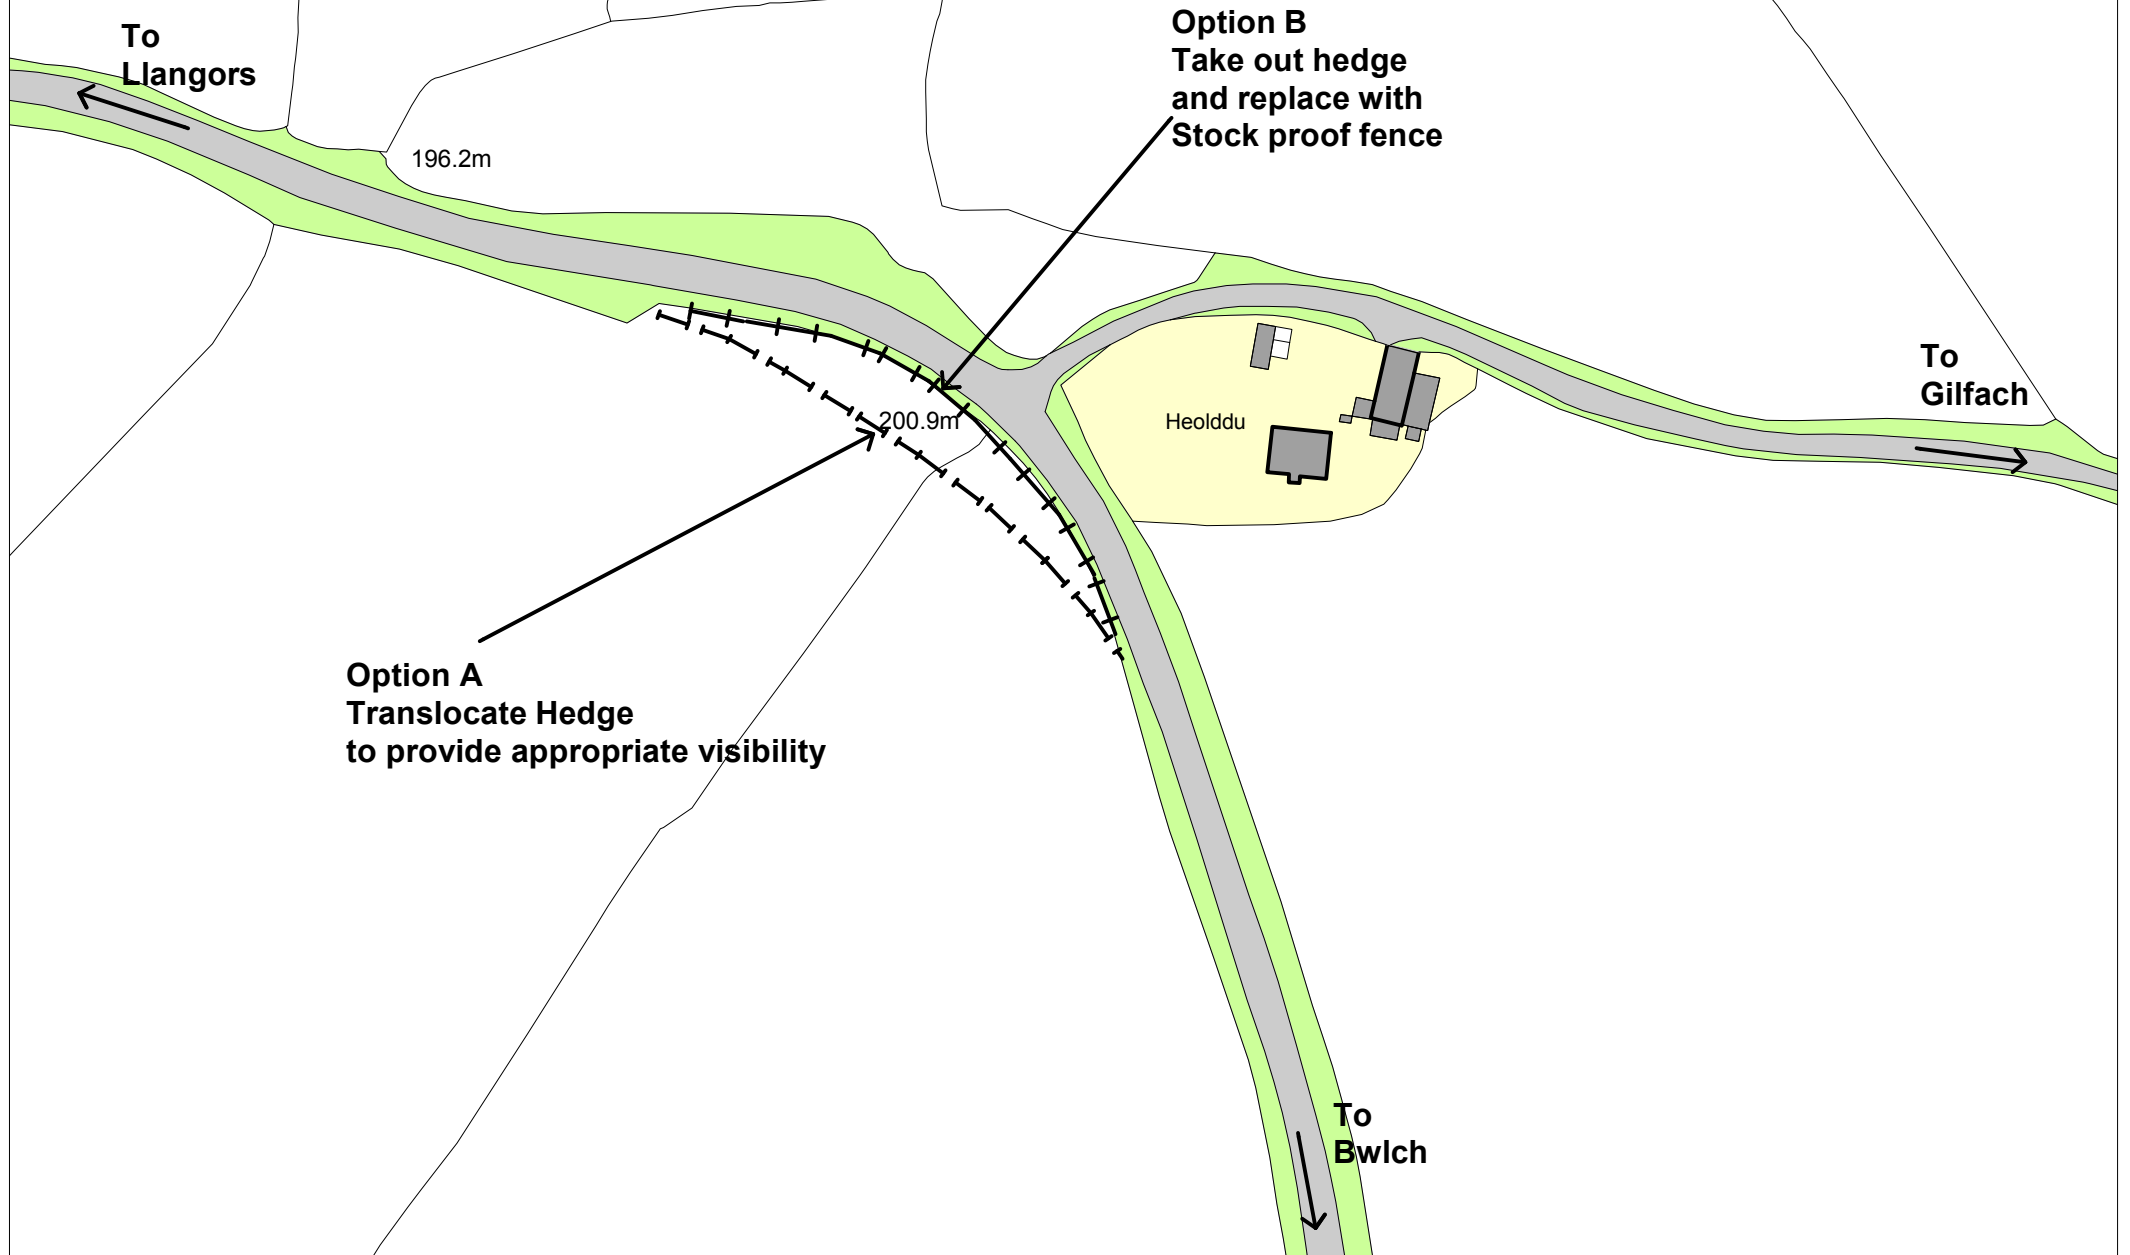 To
Llangors
Option B
Take out hedge
and replace with
Stock proof fence
196.2m
To
Gilfach
200.9m
Heolddu
Option A
Translocate Hedge
to provide appropriate visibility
To
Bwlch